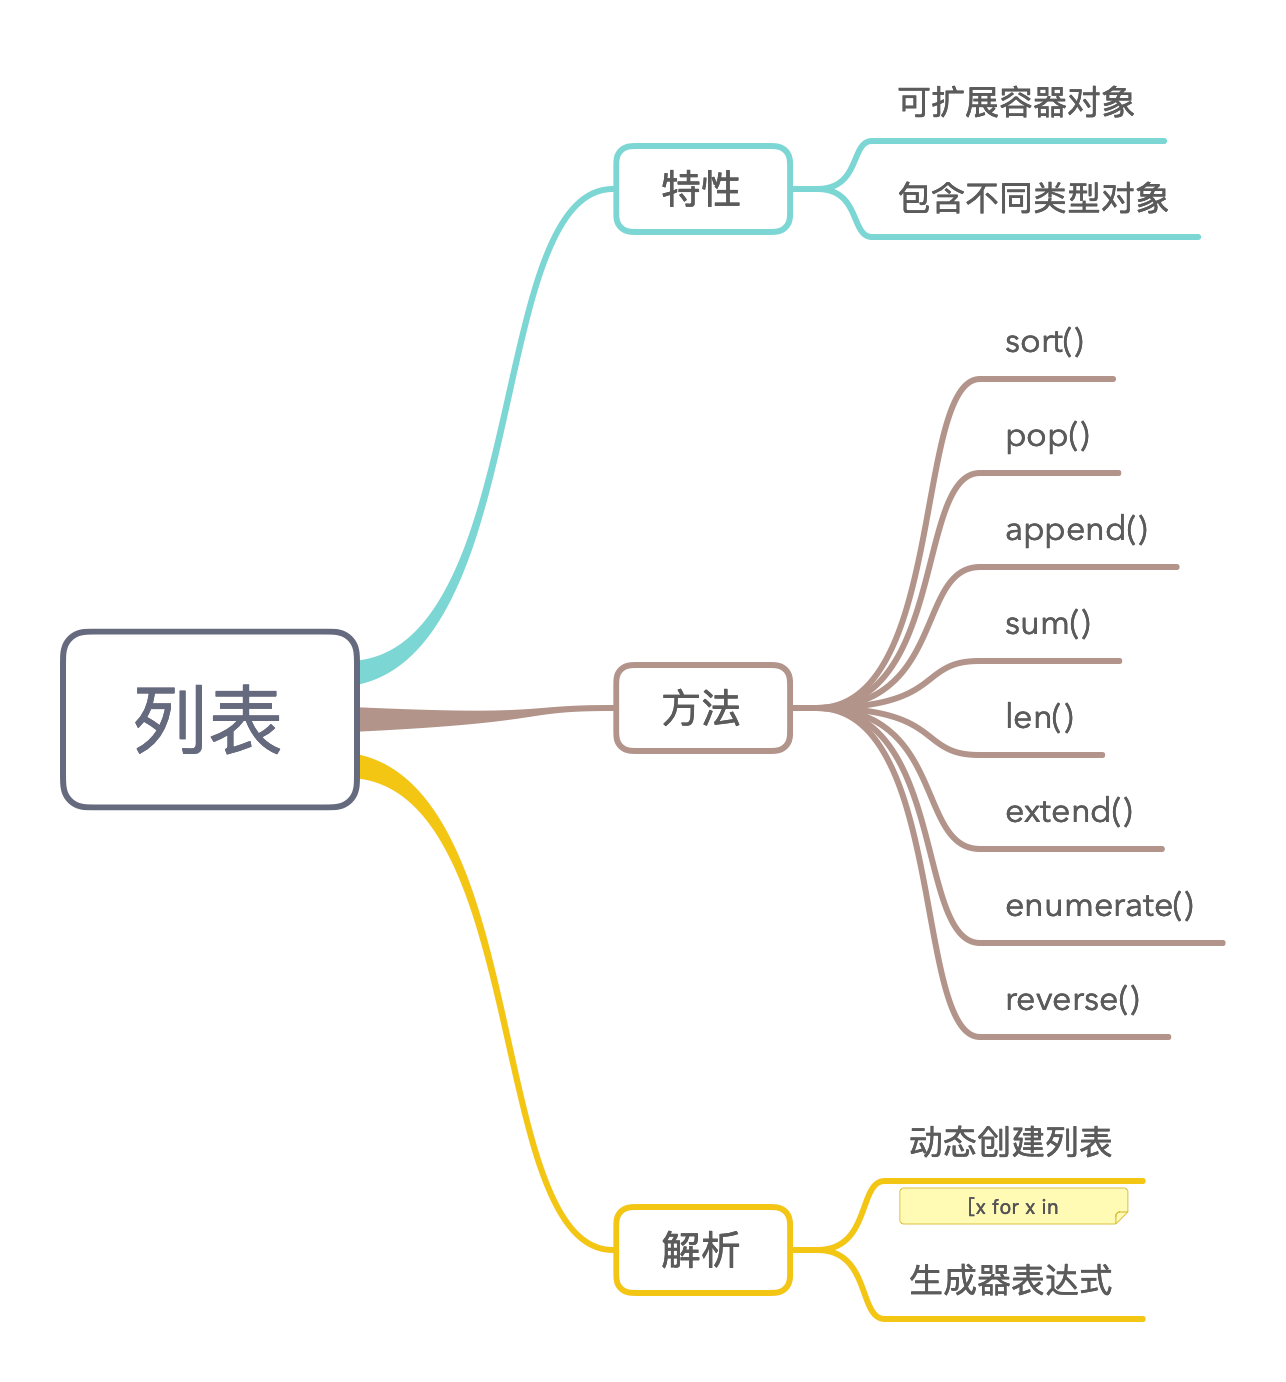 列表
特性
可扩展容器对象
包含不同类型对象
方法
sort()
pop()
append()
sum()
len()
extend()
enumerate()
reverse()
解析
动态创建列表
[x for x in
生成器表达式